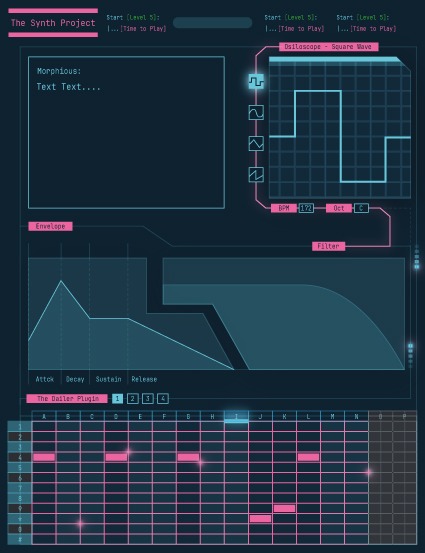 The Synth Project
Start [Level 5]:
|...[Time to Play]
Start [Level 5]:
|...[Time to Play]
Start [Level 5]:
|...[Time to Play]
Morphious:
Text Text....
Osiloscope - Square Wave
BPM
Oct C
Envelope
Filter
Attck Decay Sustain Release
The Dailer Plugin 1 2 3 4
A B C D E F G H I J K L M N O P
1
2
3
4
5
6
7
8
9
*
0
#